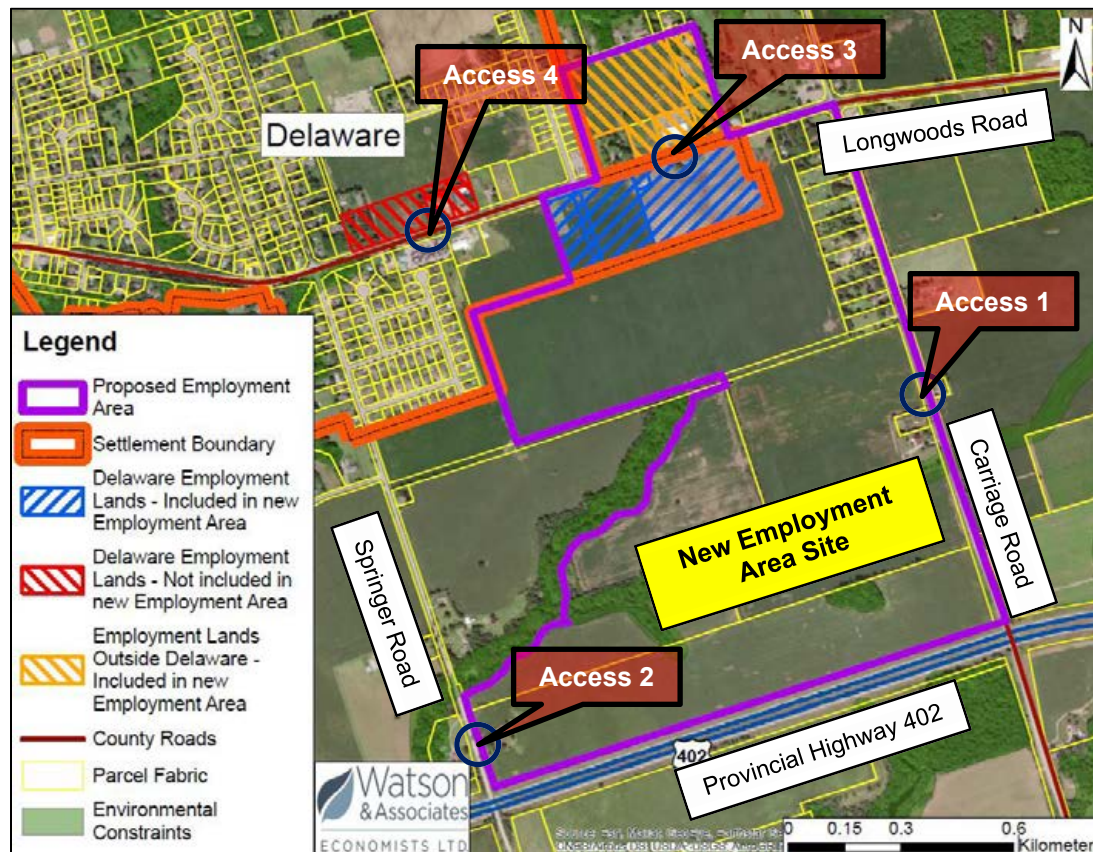 N
Access 3
Access 4
Delaware
Longwoods Road
Access 1
Legend
Proposed Employment
Area
Settlement Boundary
Delaware Employment
Lands - Included in new
Employment Area
Delaware Employment
Lands - Not included in
new Employment Area
Employment Lands
Outside Delaware -
Included in new
Employment Area
County Roads
Parcel Fabric
Environmental
Constraints
Carriage Road
New Employment
Area Site
Springer Road
Access 2
402
Provincial Highway 402
Watson
& Associates
ECONOMISTS LTD.
0 0.15 0.3 0.6
Kilometer